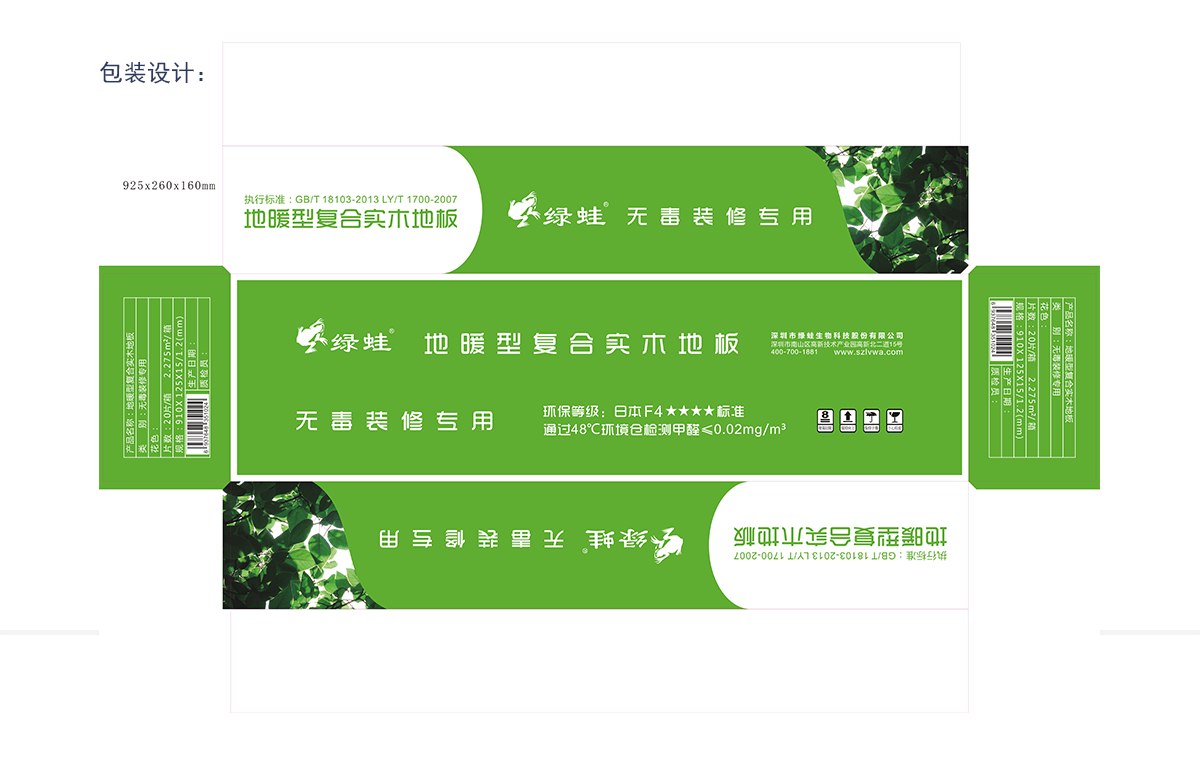 包装设计：
925x260x160mm
执行标准：GB/T 18103-2013 LY/T 1700-2007
地暖型复合实木地板
绿蛙® 无毒装修专用
绿蛙® 地暖型复合实木地板
深圳市绿蛙生物科技股份有限公司
深圳市南山区高新技术产业园高新北二道15号
400-700-1881 www.szlvwa.com
无毒装修专用
环保等级：日本F4★★★★标准
通过48℃环境仓检测甲醛≤0.02mg/m³
8
产品名称：地暖型复合实木地板
类 别：无毒装修专用
花色：
片数：20片/箱 2.275m²/箱
规格：910X125X15/1.2(mm)
生产日期：
质检员：
产品名称：地暖型复合实木地板
类 别：无毒装修专用
花色：
片数：20片/箱 2.275m²/箱
规格：910X125X15/1.2(mm)
生产日期：
质检员：
绿蛙® 无毒装修专用
地暖型复合实木地板
执行标准：GB/T 18103-2013 LY/T 1700-2007